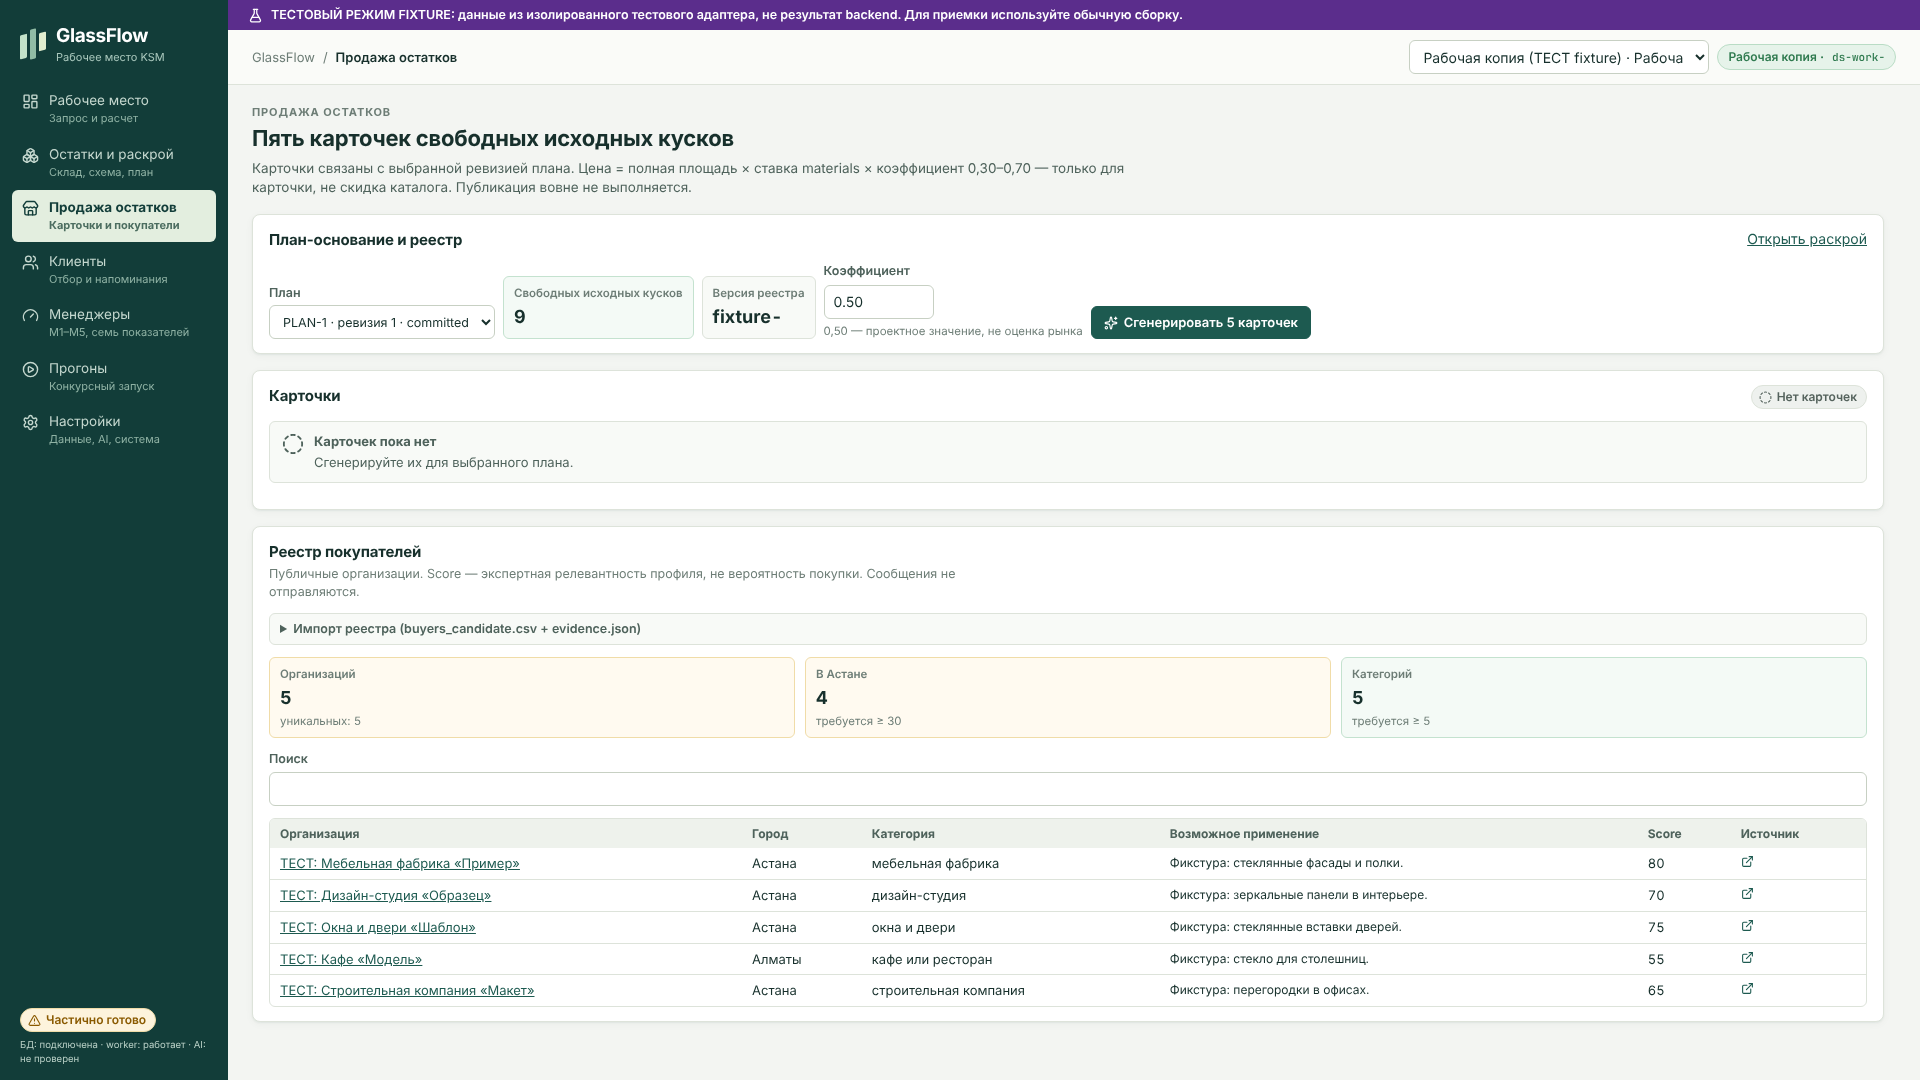 ТЕСТОВЫЙ РЕЖИМ FIXTURE: данные из изолированного тестового адаптера, не результат backend. Для приемки используйте обычную сборку.
GlassFlow
Рабочее место KSM
Рабочее место
Запрос и расчет
Остатки и раскрой
Склад, схема, план
Продажа остатков
Карточки и покупатели
Клиенты
Отбор и напоминания
Менеджеры
М1–М5, семь показателей
Прогоны
Конкурсный запуск
Настройки
Данные, AI, система
Частично готово
БД: подключена · worker: работает · AI:
не проверен
GlassFlow / Продажа остатков
Рабочая копия (ТЕСТ fixture) · Рабоча
Рабочая копия · ds-work-
ПРОДАЖА ОСТАТКОВ
Пять карточек свободных исходных кусков
Карточки связаны с выбранной ревизией плана. Цена = полная площадь × ставка materials × коэффициент 0,30–0,70 — только для
карточки, не скидка каталога. Публикация вовне не выполняется.
План-основание и реестр
Открыть раскрой
План
PLAN-1 · ревизия 1 · committed
Свободных исходных кусков
9
Версия реестра
fixture-
Коэффициент
0.50
0,50 — проектное значение, не оценка рынка
Сгенерировать 5 карточек
Карточки
Нет карточек
Карточек пока нет
Сгенерируйте их для выбранного плана.
Реестр покупателей
Публичные организации. Score — экспертная релевантность профиля, не вероятность покупки. Сообщения не
отправляются.
Импорт реестра (buyers_candidate.csv + evidence.json)
Организаций
5
уникальных: 5
В Астане
4
требуется ≥ 30
Категорий
5
требуется ≥ 5
Поиск
Организация Город Категория Возможное применение Score Источник
ТЕСТ: Мебельная фабрика «Пример» Астана мебельная фабрика Фикстура: стеклянные фасады и полки. 80
ТЕСТ: Дизайн-студия «Образец» Астана дизайн-студия Фикстура: зеркальные панели в интерьере. 70
ТЕСТ: Окна и двери «Шаблон» Астана окна и двери Фикстура: стеклянные вставки дверей. 75
ТЕСТ: Кафе «Модель» Алматы кафе или ресторан Фикстура: стекло для столешниц. 55
ТЕСТ: Строительная компания «Макет» Астана строительная компания Фикстура: перегородки в офисах. 65